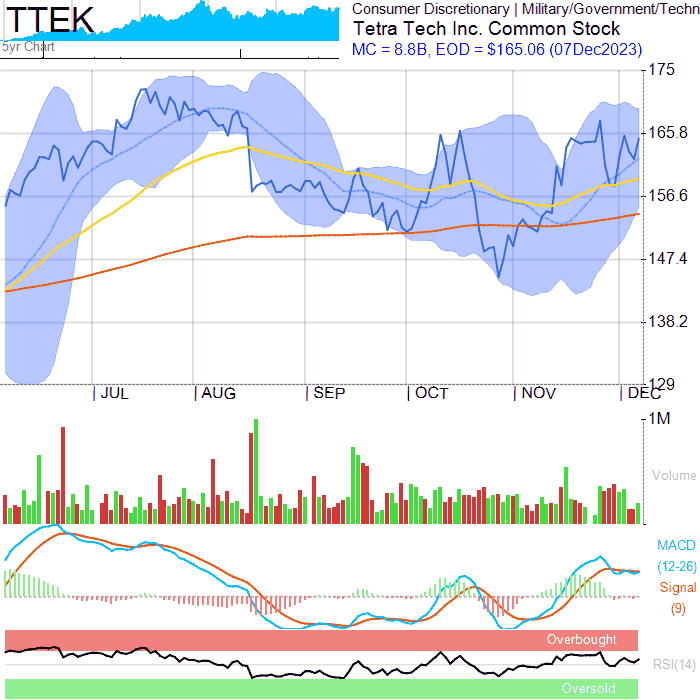 TTEK
5yr Chart
Consumer Discretionary | Military/Government/Techn
Tetra Tech Inc. Common Stock
MC = 8.8B, EOD = $165.06 (07Dec2023)
175
165.8
156.6
147.4
138.2
129
JUL
AUG
SEP
OCT
NOV
DEC
1M
Volume
MACD
(12-26)
Signal
(9)
Overbought
RSI(14)
Oversold